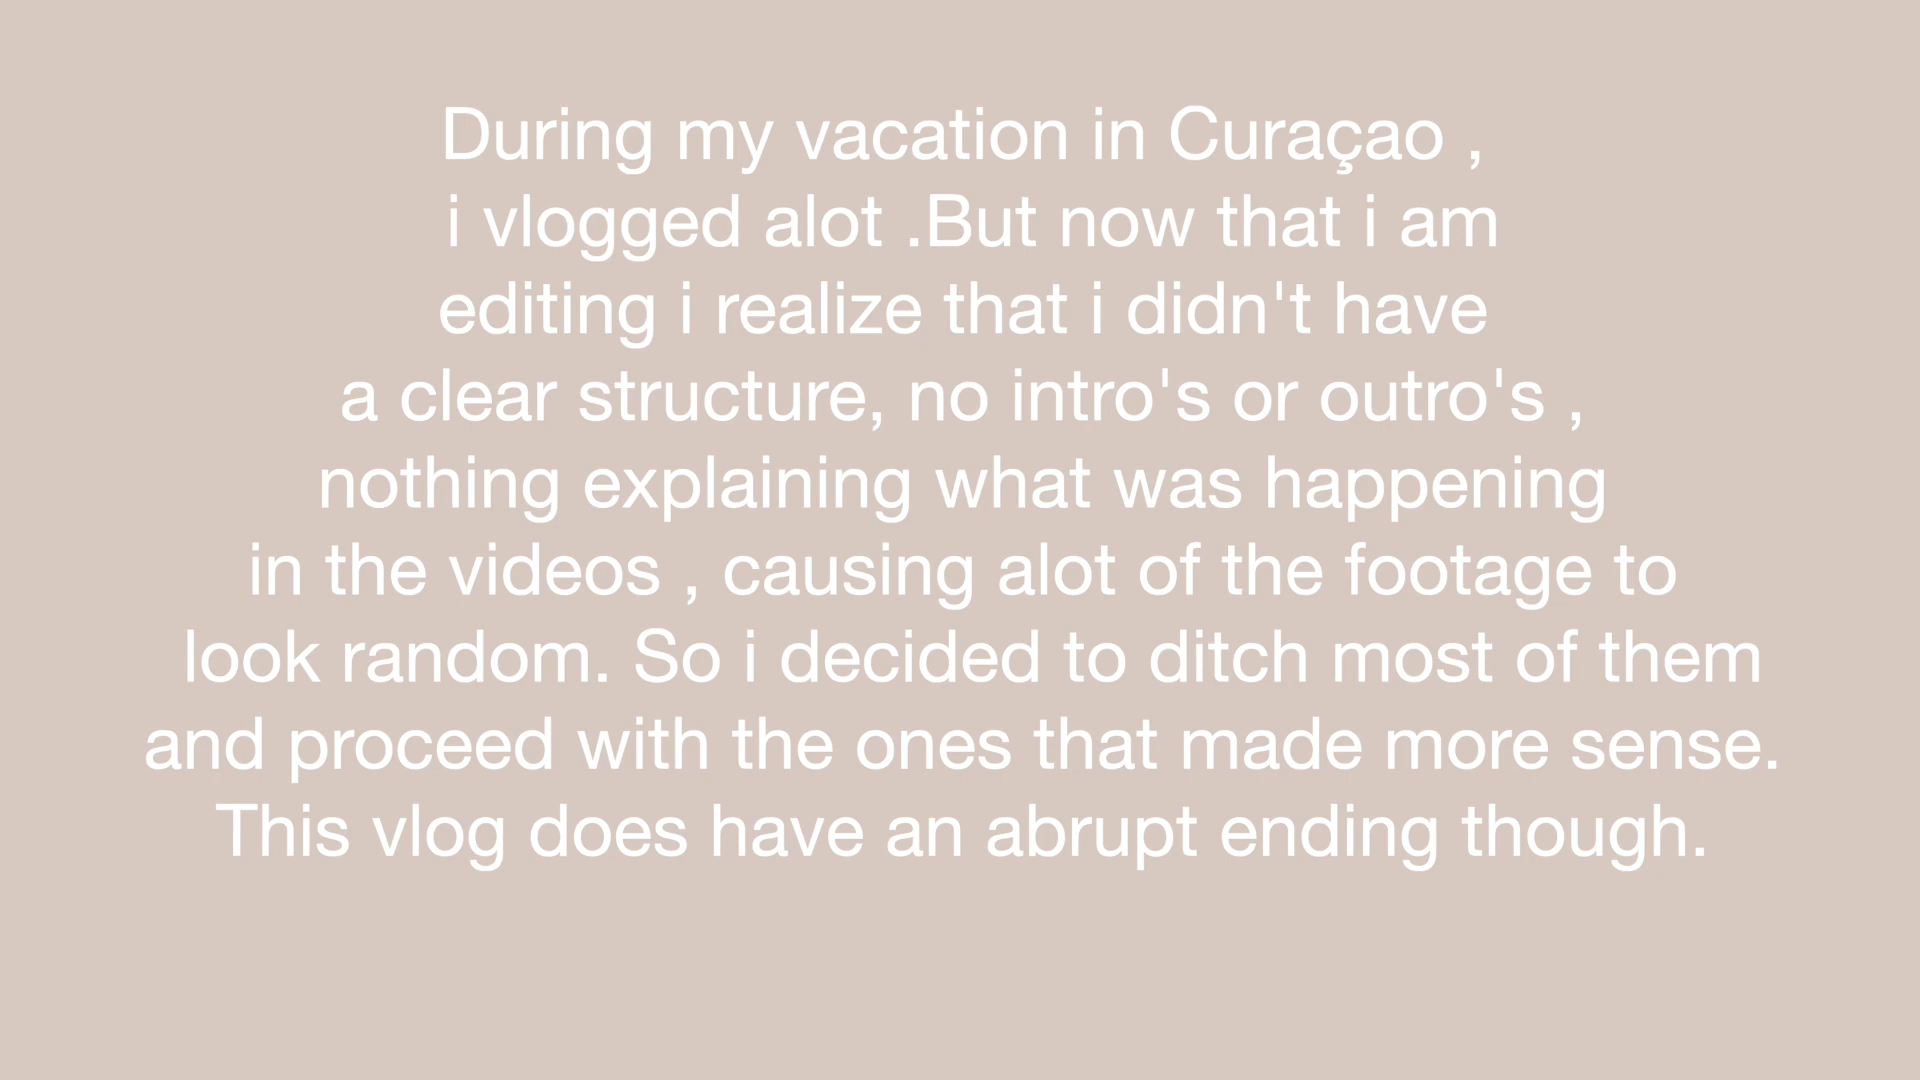 During my vacation in Curaçao ,
i vlogged alot .But now that i am
editing i realize that i didn't have
a clear structure, no intro's or outro's ,
nothing explaining what was happening
in the videos , causing alot of the footage to
look random. So i decided to ditch most of them
and proceed with the ones that made more sense.
This vlog does have an abrupt ending though.